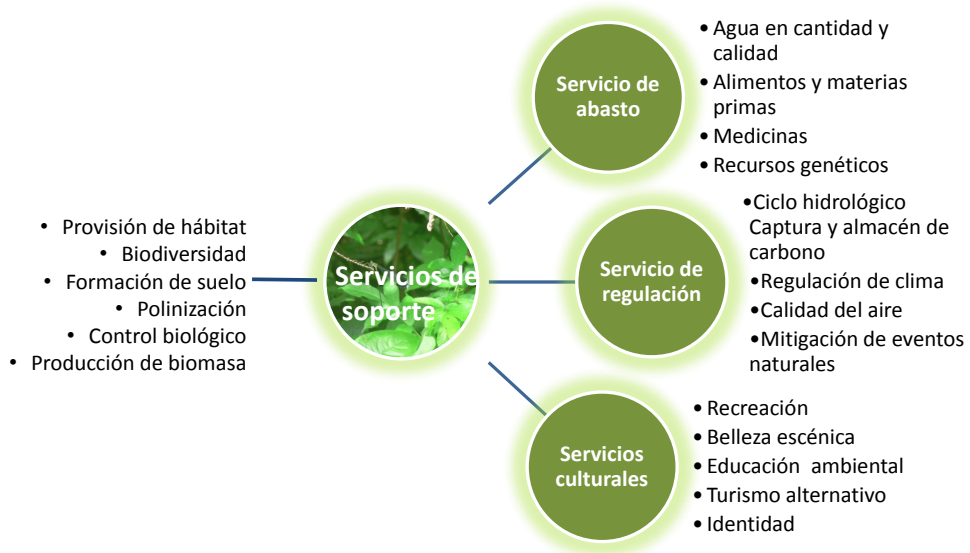 • Provisión de hábitat
• Biodiversidad
• Formación de suelo
• Polinización
• Control biológico
• Producción de biomasa
Servicios de
soporte
Servicio de
abasto
• Agua en cantidad y
calidad
• Alimentos y materias
primas
• Medicinas
• Recursos genéticos
Servicio de
regulación
•Ciclo hidrológico
Captura y almacén de
carbono
•Regulación de clima
•Calidad del aire
•Mitigación de eventos
naturales
Servicios
culturales
• Recreación
• Belleza escénica
• Educación ambiental
• Turismo alternativo
• Identidad